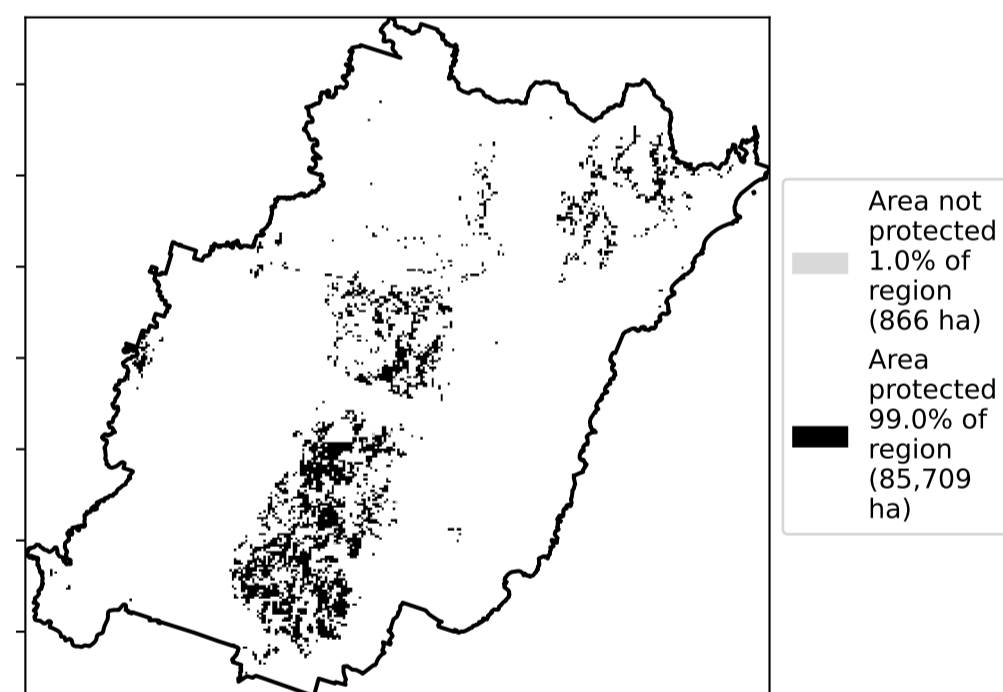 Area not
protected
1.0% of
region
(866 ha)
Area
protected
99.0% of
region
(85,709
ha)